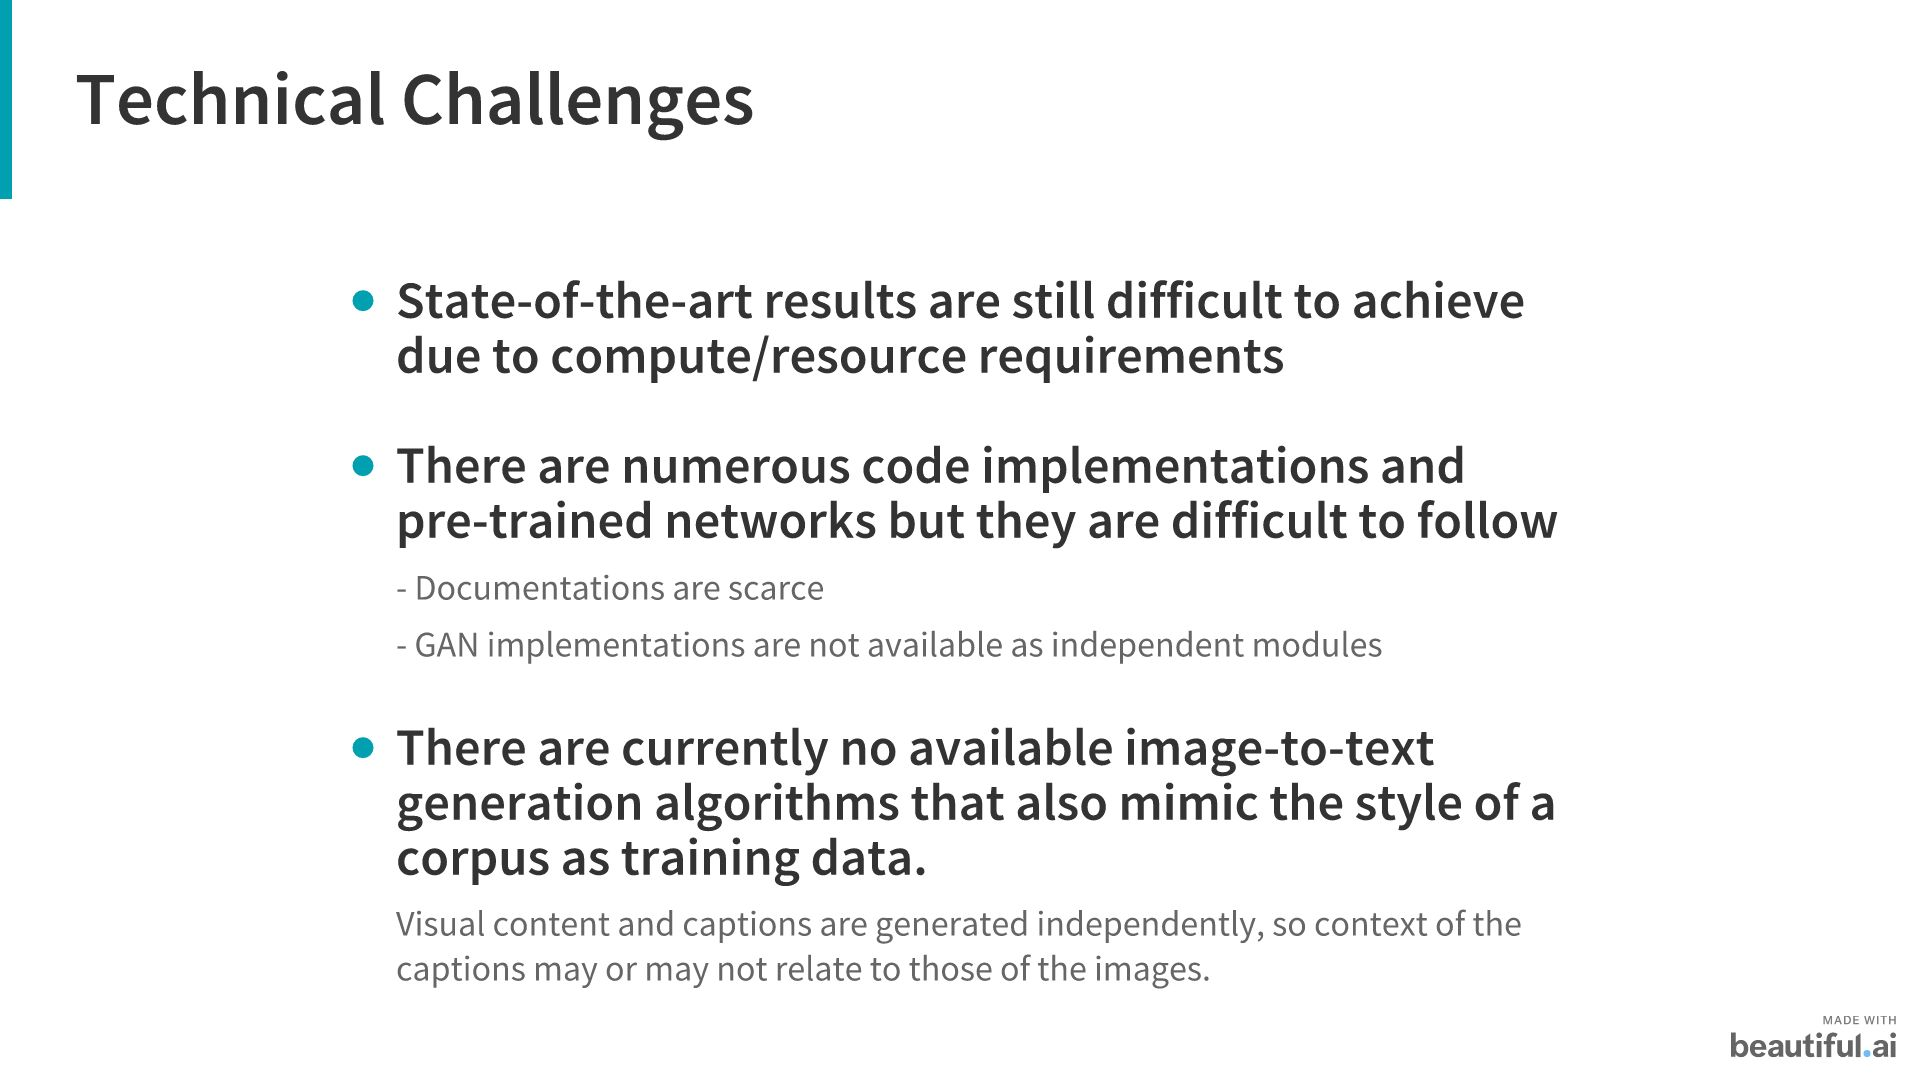 Technical Challenges
State-of-the-art results are still difficult to achieve
due to compute/resource requirements
There are numerous code implementations and
pre-trained networks but they are difficult to follow
- Documentations are scarce
- GAN implementations are not available as independent modules
There are currently no available image-to-text
generation algorithms that also mimic the style of a
corpus as training data.
Visual content and captions are generated independently, so context of the
captions may or may not relate to those of the images.
MADE WITH
beautiful.ai